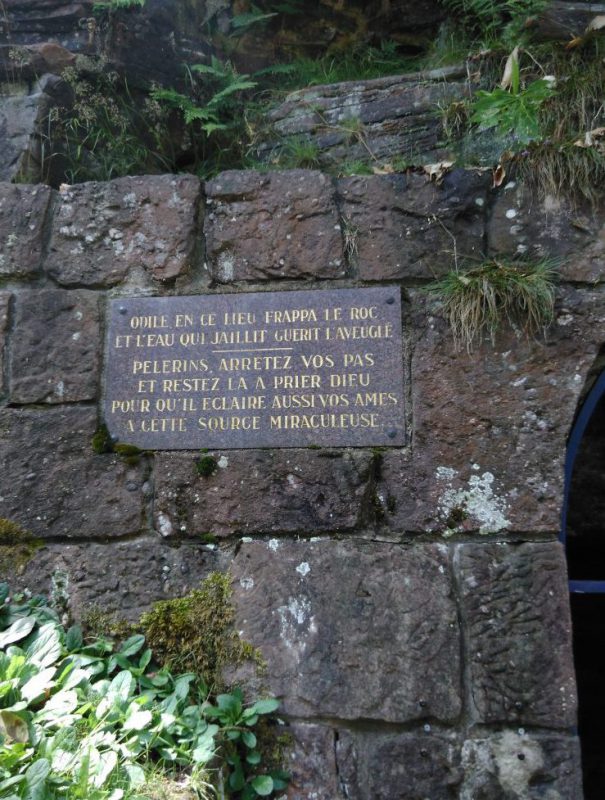 ODILE, EN CE LIEU FRAPPA LE ROC
ET L'EAU QUI JAILLIT GUERIT L'AVEUGLE
PELERINS, ARRÊTEZ VOS PAS
ET RESTEZ LA A PRIER DIEU
POUR QU'IL ECLAIRE AUSSI VOS AMES
A CETTE SOURCE MIRACULEUSE...